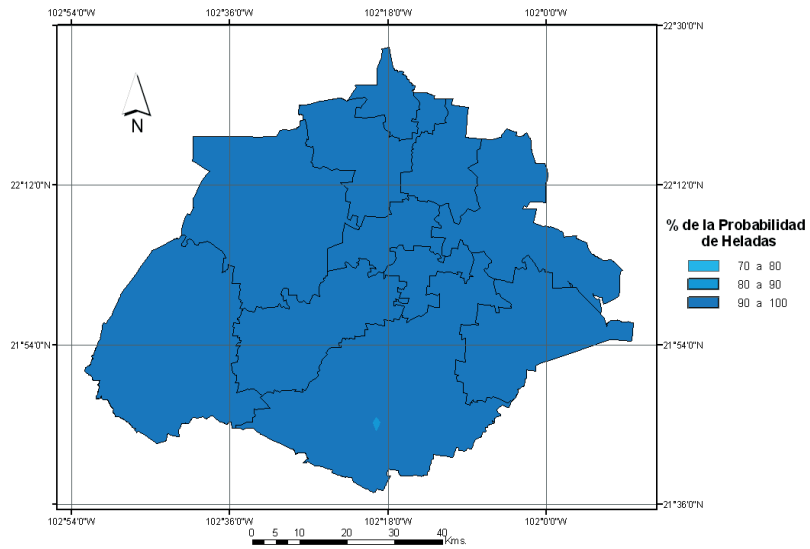 102°54'0"W 102°36'0"W 102°18'0"W 102°0'0"W
22°30'0"N
N
22°12'0"N 22°12'0"N
% de la Probabilidad
de Heladas
70 a 80
80 a 90
90 a 100
21°54'0"N 21°54'0"N
21°36'0"N
102°54'0"W 102°36'0"W 102°18'0"W 102°0'0"W
0 5 10 20 30 40 Kms.